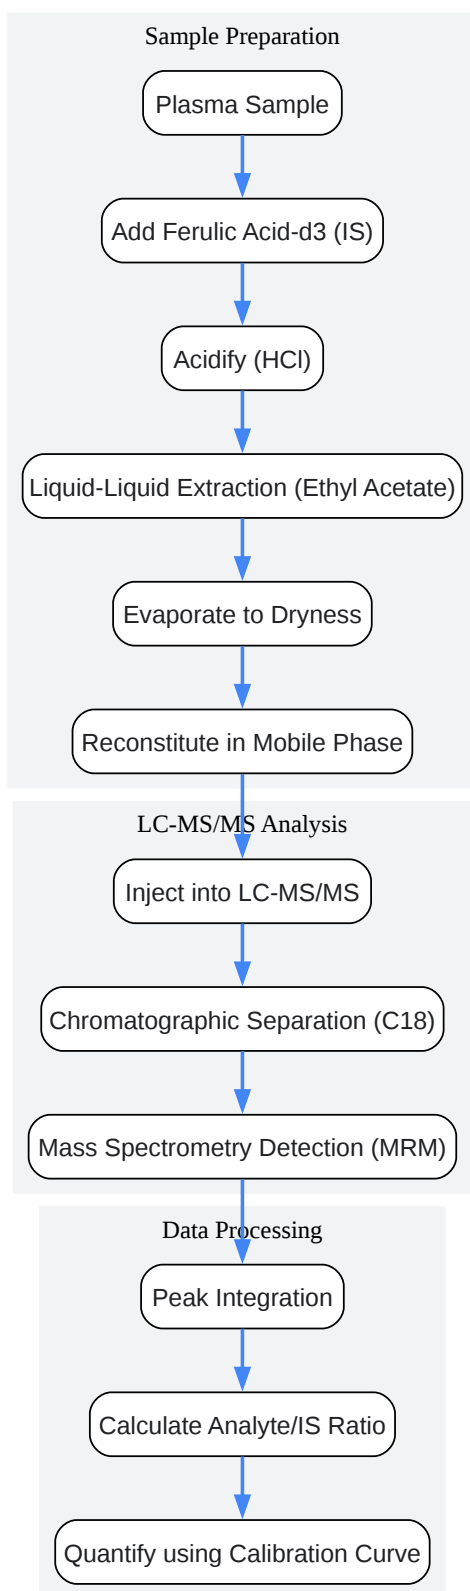 Sample Preparation
Plasma Sample
Add Ferulic Acid-d3 (IS)
Acidify (HCl)
Liquid-Liquid Extraction (Ethyl Acetate)
Evaporate to Dryness
Reconstitute in Mobile Phase
LC-MS/MS Analysis
Inject into LC-MS/MS
Chromatographic Separation (C18)
Mass Spectrometry Detection (MRM)
Data Processing
Peak Integration
Calculate Analyte/IS Ratio
Quantify using Calibration Curve